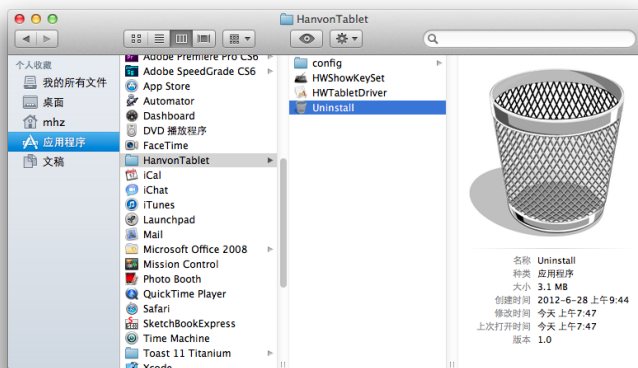 HanvonTablet
个人收藏
我的所有文件
桌面
mhz
应用程序
文稿
Adobe Premiere Pro CS6
Adobe SpeedGrade CS6
App Store
Automator
Dashboard
DVD 播放程序
FaceTime
HanvonTablet
iCal
iChat
iTunes
Launchpad
Mail
Microsoft Office 2008
Mission Control
Photo Booth
QuickTime Player
Safari
SketchBookExpress
Time Machine
Toast 11 Titanium
Xcode
config
HWShowKeySet
HWTabletDriver
Uninstall
名称 Uninstall
种类 应用程序
大小 3.1 MB
创建时间 2012-6-28 上午9:44
修改时间 今天 上午7:47
上次打开时间 今天 上午7:47
版本 1.0